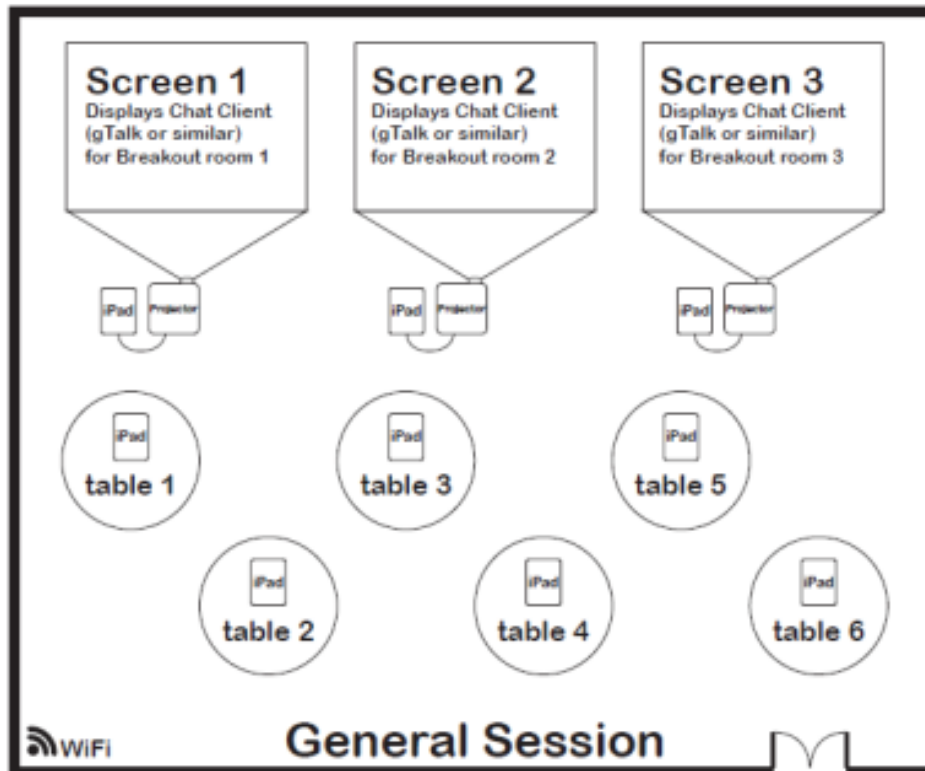 Screen 1
Displays Chat Client
(gTalk or similar)
for Breakout room 1
Screen 2
Displays Chat Client
(gTalk or similar)
for Breakout room 2
Screen 3
Displays Chat Client
(gTalk or similar)
for Breakout room 3
iPad
Projector
iPad
Projector
iPad
Projector
iPad
table 1
iPad
table 3
iPad
table 5
iPad
table 2
iPad
table 4
iPad
table 6
WiFi
General Session